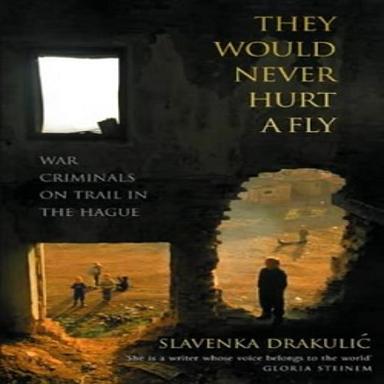 THEY
WOULD
NEVER
HURT
A FLY
WAR
CRIMINALS
ON TRAIL IN
THE HAGUE
SLAVENKA DRAKULIĆ
'She is a writer whose voice belongs to the world'
GLORIA STEINEM